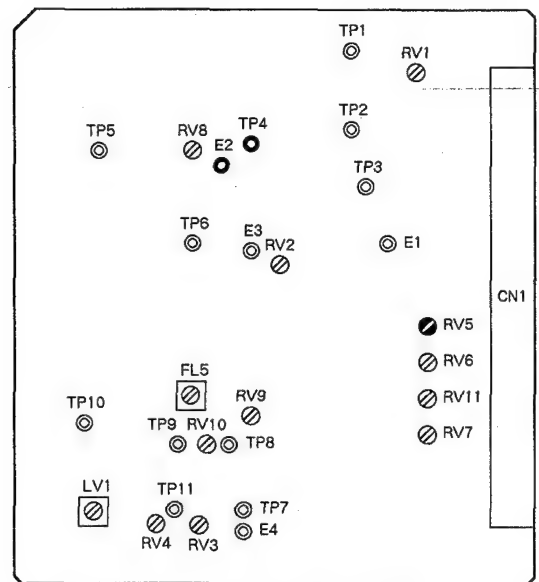 TP1
RV1
TP5
RV8
TP4
E2
TP2
TP3
TP6
E3
RV2
E1
CN1
RV5
RV6
RV11
RV7
FL5
RV9
TP10
TP9
RV10
TP8
LV1
TP11
TP7
E4
RV4
RV3